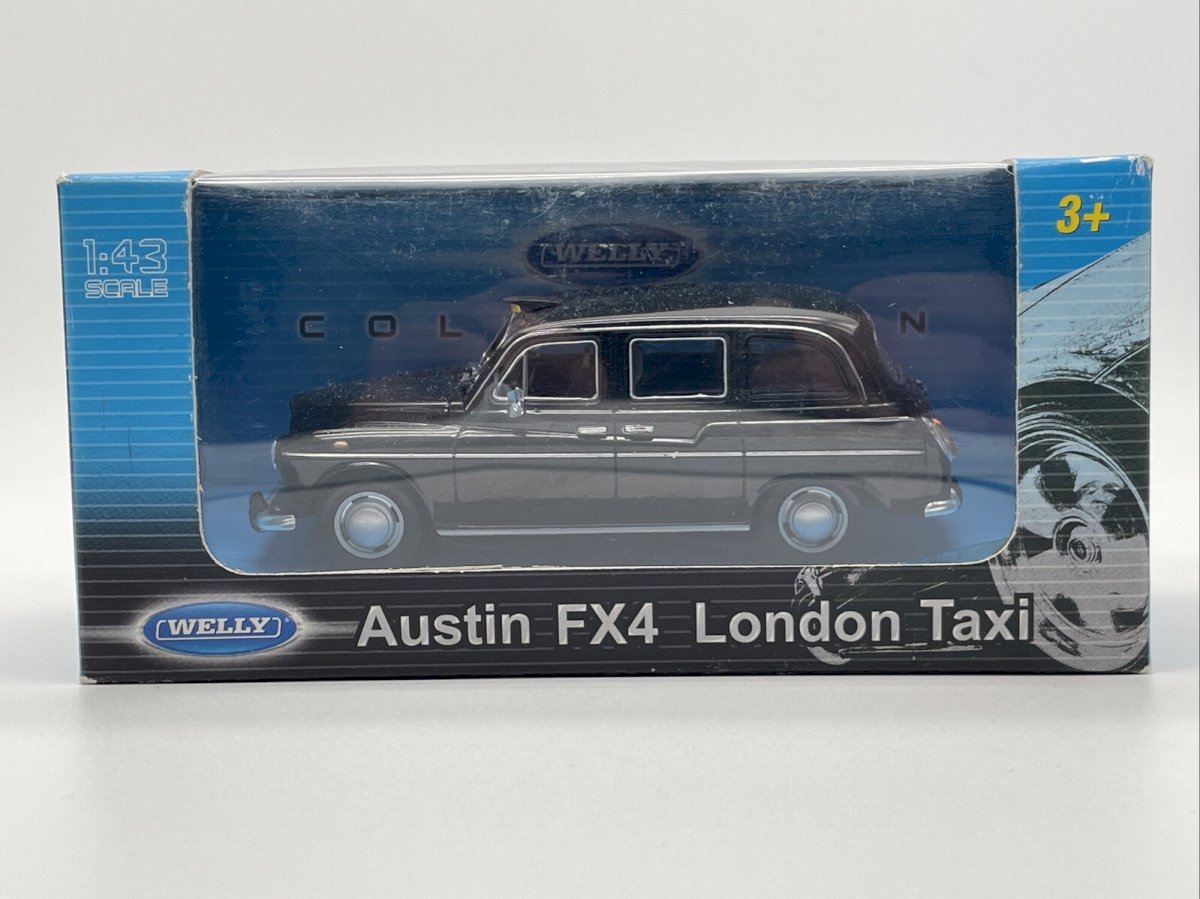 1:43
SCALE
3+
WELLY
COL N
WELLY
Austin FX4 London Taxi